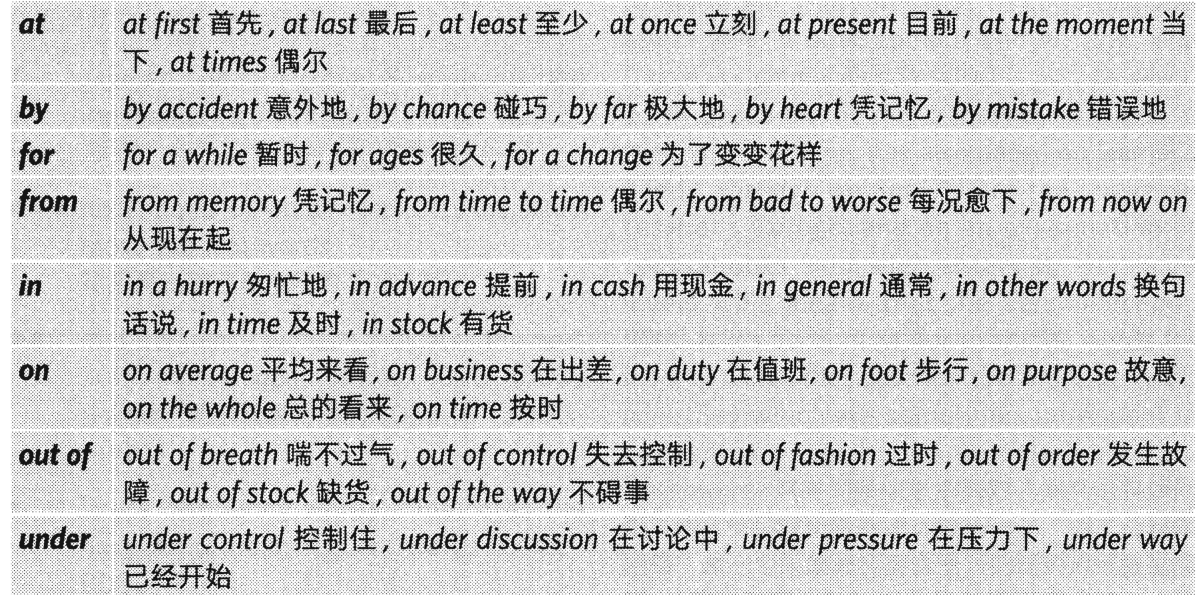 at at first 首先, at last 最后, at least 至少, at once 立刻, at present 目前, at the moment 当
下, at times 偶尔
by by accident 意外地, by chance 碰巧, by far 极大地, by heart 凭记忆, by mistake 错误地
for for a while 暂时, for ages 很久, for a change 为了变变花样
from from memory 凭记忆, from time to time 偶尔, from bad to worse 每况愈下, from now on
从现在起
in in a hurry 匆忙地, in advance 提前, in cash 用现金, in general 通常, in other words 换句
话说, in time 及时, in stock 有货
on on average 平均来看, on business 在出差, on duty 在值班, on foot 步行, on purpose 故意,
on the whole 总的看来, on time 按时
out of out of breath 喘不过气, out of control 失去控制, out of fashion 过时, out of order 发生故
障, out of stock 缺货, out of the way 不碍事
under under control 控制住, under discussion 在讨论中, under pressure 在压力下, under way
已经开始